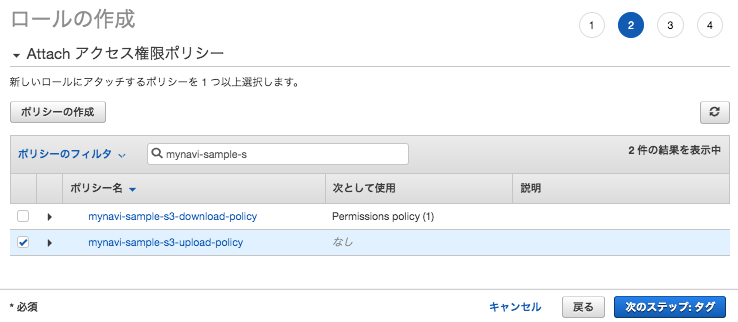 ロールの作成
1 2 3 4
Attach アクセス権限ポリシー
新しいロールにアタッチするポリシーを 1 つ以上選択します。
ポリシーの作成
ポリシーのフィルタ mynavi-sample-s 2 件の結果を表示中
ポリシー名 次として使用 説明
mynavi-sample-s3-download-policy Permissions policy (1)
mynavi-sample-s3-upload-policy なし
* 必須 キャンセル 戻る 次のステップ: タグ